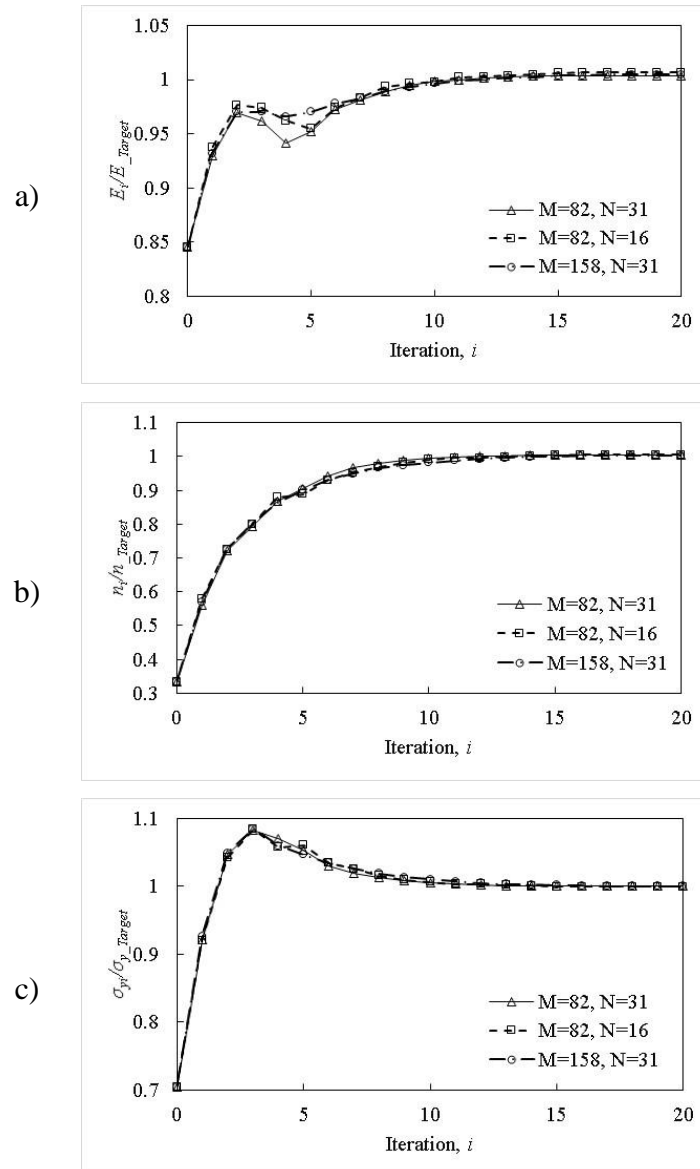 a)
1.05
1
0.95
0.9
0.85
0.8
E_i/E_Target
M=82, N=31
M=82, N=16
M=158, N=31
0 5 10 15 20
Iteration, i
b)
1.1
1
0.9
0.8
0.7
0.6
0.5
0.4
0.3
n_i/n_Target
M=82, N=31
M=82, N=16
M=158, N=31
0 5 10 15 20
Iteration, i
c)
1.1
1
0.9
0.8
0.7
σ_yi/σ_y_Target
M=82, N=31
M=82, N=16
M=158, N=31
0 5 10 15 20
Iteration, i